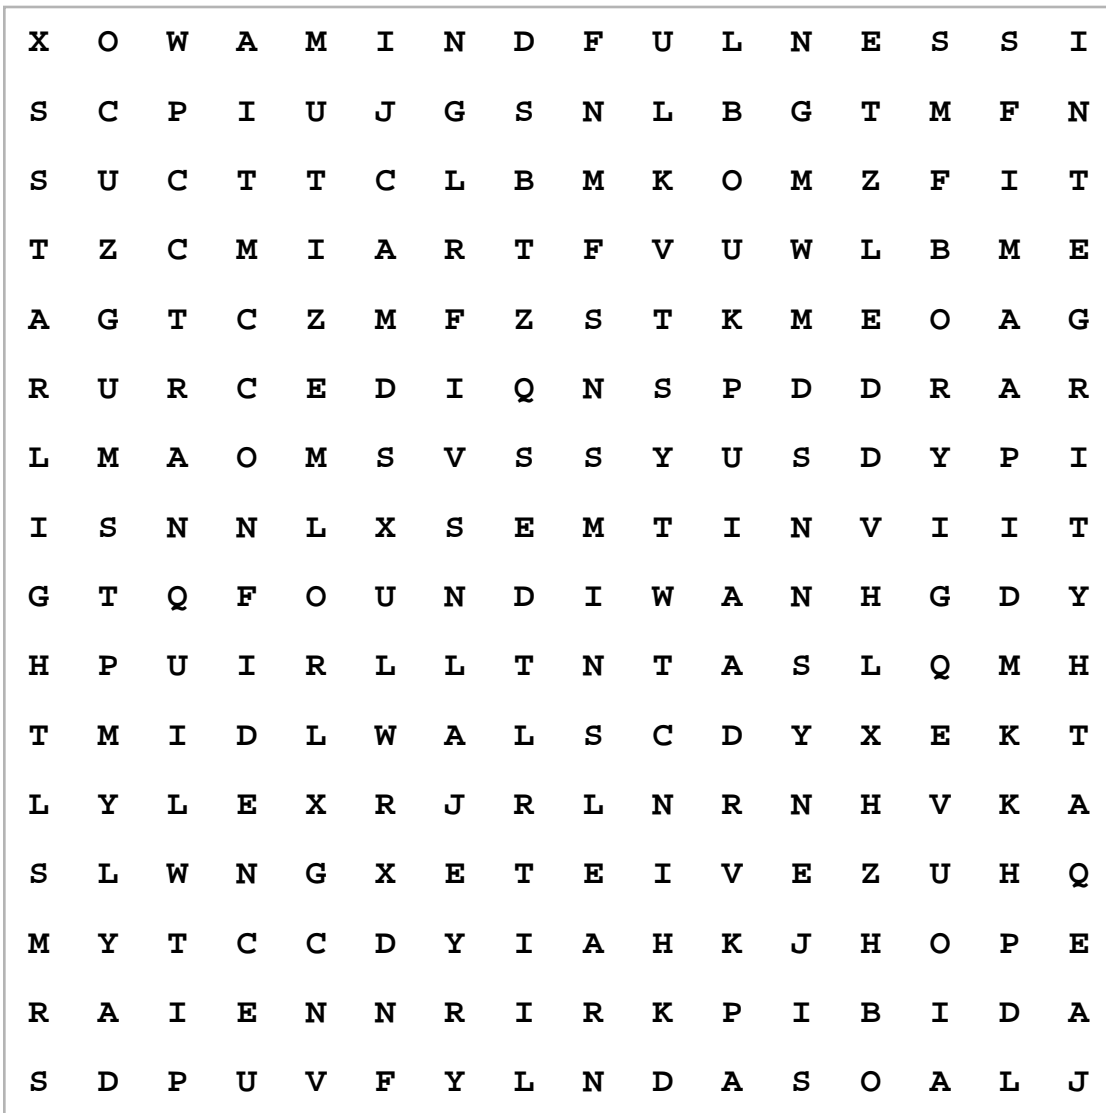 X O W A M I N D F U L N E S S I
S C P I U J G S N L B G T M F N
S U C T T C L B M K O M Z F I T
T Z C M I A R T F V U W L B M E
A G T C Z M F Z S T K M E O A G
R U R C E D I Q N S P D D R A R
L M A O M S V S S Y U S D Y P I
I S N N L X S E M T I N V I I T
G T Q F O U N D I W A N H G D Y
H P U I R L L T N T A S L Q M H
T M I D L W A L S C D Y X E K T
L Y L E X R J R L N R N H V K A
S L W N G X E T E I V E Z U H Q
M Y T C C D Y I A H K J H O P E
R A I E N N R I R K P I B I D A
S D P U V F Y L N D A S O A L J